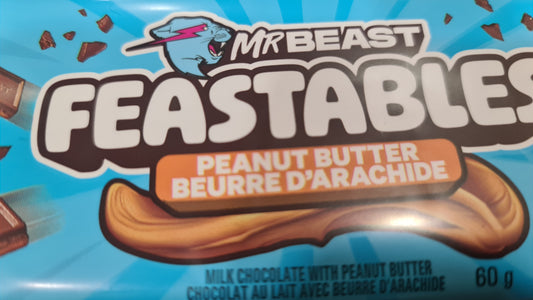 MRBEAST
FEASTABLES
PEANUT BUTTER
BEURRE D'ARACHIDE
MILK CHOCOLATE WITH PEANUT BUTTER
CHOCOLAT AU LAIT AVEC BEURRE D'ARACHIDE 60 g